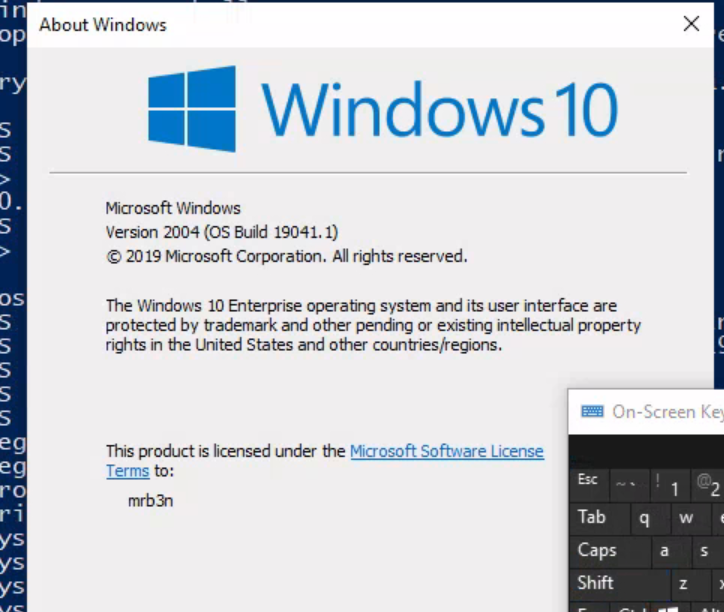 About Windows
Windows 10
Microsoft Windows
Version 2004 (OS Build 19041.1)
© 2019 Microsoft Corporation. All rights reserved.
The Windows 10 Enterprise operating system and its user interface are
protected by trademark and other pending or existing intellectual property
rights in the United States and other countries/regions.
This product is licensed under the Microsoft Software License
Terms to:
mrb3n
On-Screen Key
Esc ~ ` ! 1 @ 2
Tab q w e
Caps a s
Shift z x